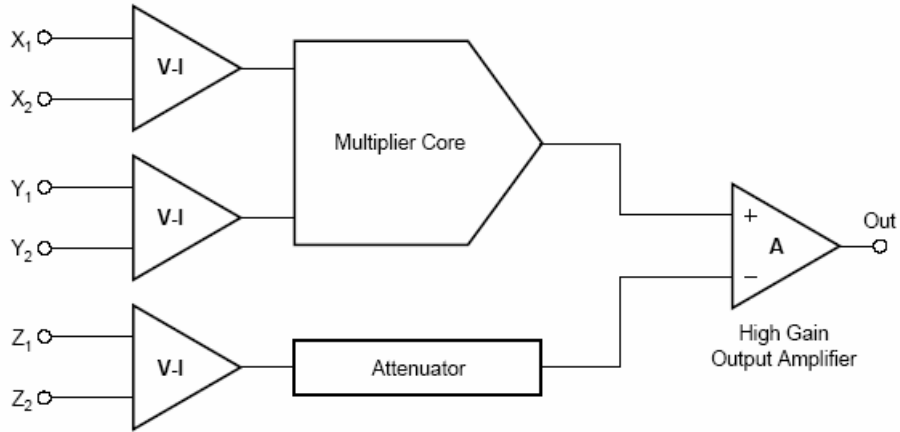 X1
V-I
X2
Multiplier Core
Y1
V-I
Y2
+
A
−
Out
High Gain
Output Amplifier
Z1
V-I
Z2
Attenuator